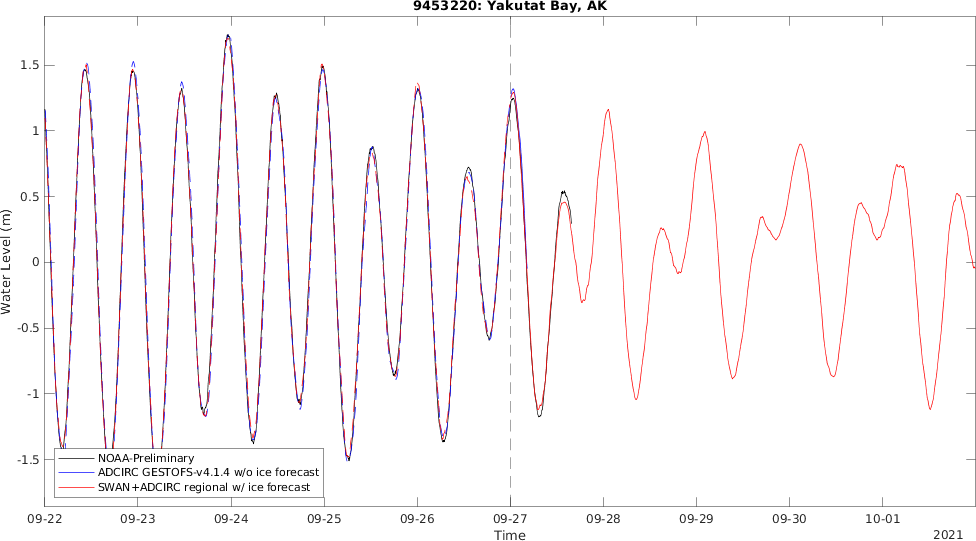 9453220: Yakutat Bay, AK
Water Level (m)
1.5
1
0.5
0
-0.5
-1
-1.5
NOAA-Preliminary
ADCIRC GESTOFS-v4.1.4 w/o ice forecast
SWAN+ADCIRC regional w/ ice forecast
09-22 09-23 09-24 09-25 09-26 09-27 09-28 09-29 09-30 10-01
Time
2021